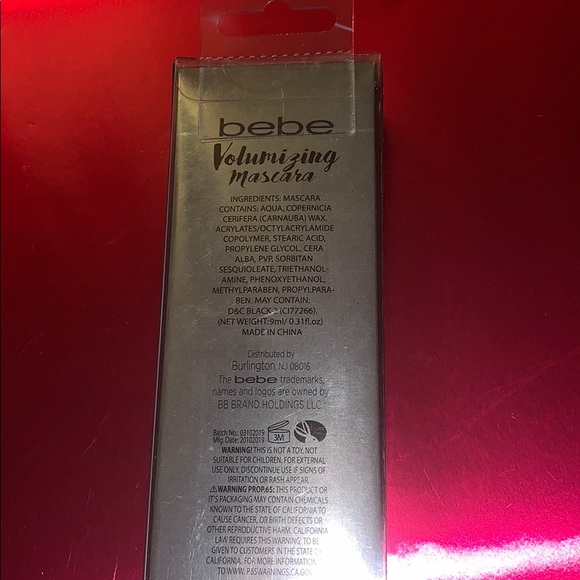 bebe
Volumizing
mascara
INGREDIENTS: MASCARA
CONTAINS: AQUA, COPERNICIA
CERIFERA (CARNAUBA) WAX,
ACRYLATES/OCTYLACRYLAMIDE
COPOLYMER, STEARIC ACID,
PROPYLENE GLYCOL, CERA
ALBA, PVP, SORBITAN
SESQUIOLEATE, TRIETHANOL-
AMINE, PHENOXYETHANOL,
METHYLPARABEN, PROPYLPARA-
BEN. MAY CONTAIN:
D&C BLACK 2 (CI77266).
(NET WEIGHT:9ml/ 0.31fl.oz)
MADE IN CHINA
Distributed by
Burlington, NJ 08016
The bebe trademarks,
names and logos are owned by
BB BRAND HOLDINGS LLC
Batch No.: 03102019
Mfg. Date: 20102019
3M
WARNING! THIS IS NOT A TOY. NOT
SUITABLE FOR CHILDREN. FOR EXTERNAL
USE ONLY. DISCONTINUE USE IF SIGNS OF
IRRITATION OR RASH APPEAR.
⚠WARNING PROP.65: THIS PRODUCT OR
IT'S PACKAGING MAY CONTAIN CHEMICALS
KNOWN TO THE STATE OF CALIFORNIA TO
CAUSE CANCER, OR BIRTH DEFECTS OR
OTHER REPRODUCTIVE HARM. CALIFORNIA
LAW REQUIRES THIS WARNING TO BE
GIVEN TO CUSTOMERS IN THE STATE OF
CALIFORNIA. FOR MORE INFORMATION
TO WWW. P65WARNINGS.CA.GOV